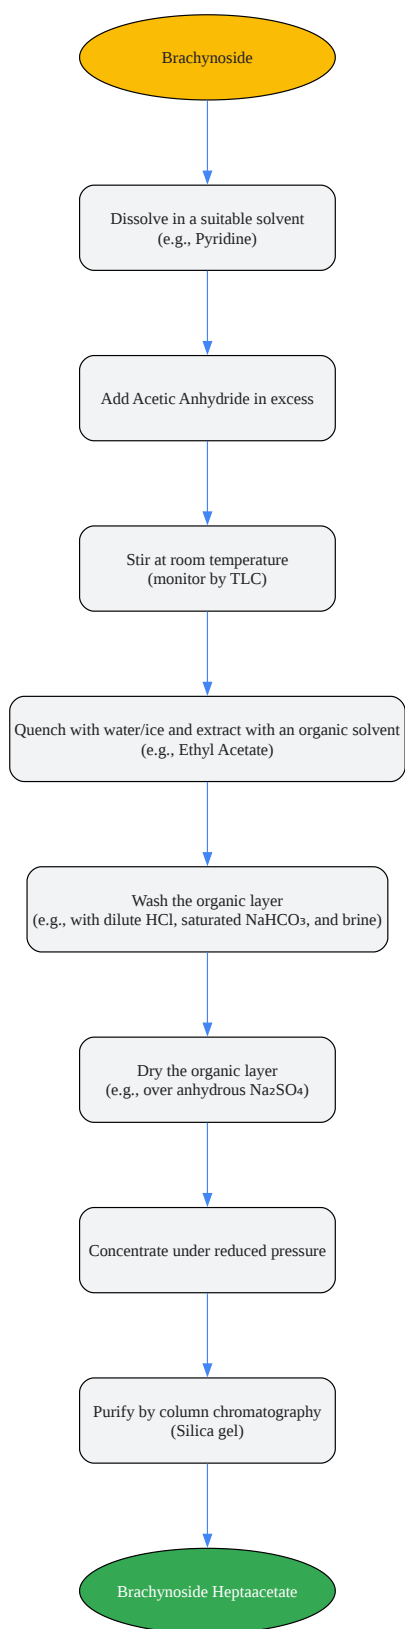 Brachynoside
Dissolve in a suitable solvent
(e.g., Pyridine)
Add Acetic Anhydride in excess
Stir at room temperature
(monitor by TLC)
Quench with water/ice and extract with an organic solvent
(e.g., Ethyl Acetate)
Wash the organic layer
(e.g., with dilute HCl, saturated NaHCO₃, and brine)
Dry the organic layer
(e.g., over anhydrous Na₂SO₄)
Concentrate under reduced pressure
Purify by column chromatography
(Silica gel)
Brachynoside Heptaacetate